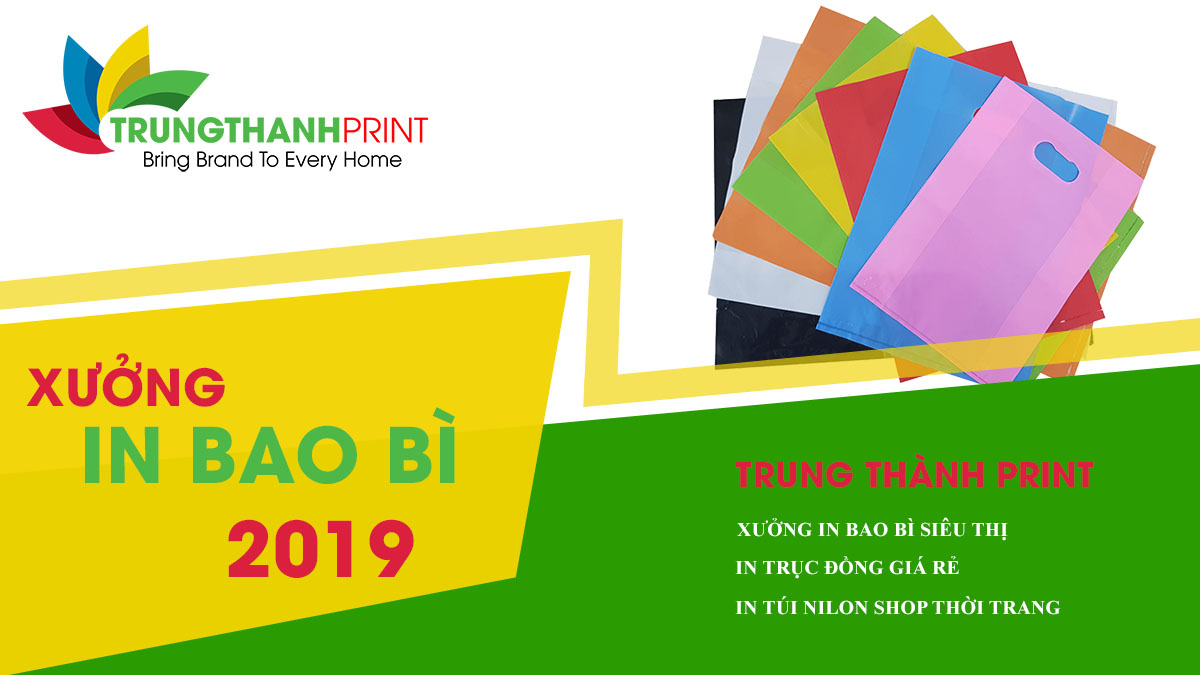 TRUNGTHANHPRINT
Bring Brand To Every Home
XƯỞNG
IN BAO BÌ
2019
TRUNG THÀNH PRINT
XƯỞNG IN BAO BÌ SIÊU THỊ
IN TRỤC ĐỒNG GIÁ RẺ
IN TÚI NILON SHOP THỜI TRANG